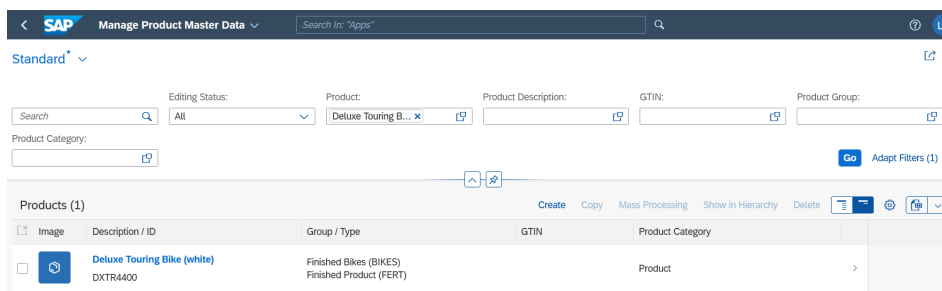 SAP Manage Product Master Data Search In: "Apps"
Standard*
Editing Status: Product: Product Description: GTIN: Product Group:
Search All Deluxe Touring B... ×
Product Category:
Go Adapt Filters (1)
Products (1) Create Copy Mass Processing Show in Hierarchy Delete
Image Description / ID Group / Type GTIN Product Category
Deluxe Touring Bike (white) Finished Bikes (BIKES)
DXTR4400 Finished Product (FERT) Product